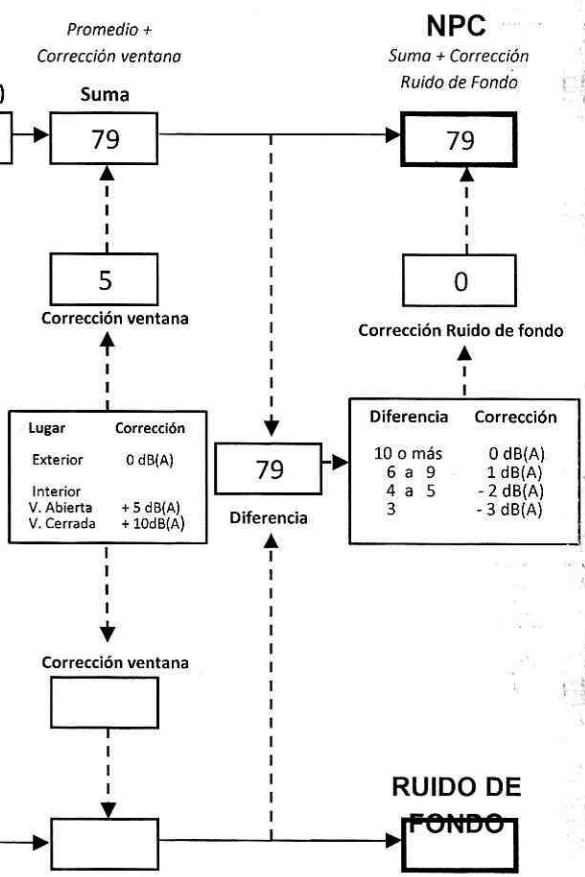 Promedio +
Corrección ventana
NPC
Suma + Corrección
Ruido de Fondo
)
Suma
79
79
5
0
Corrección ventana
Corrección Ruido de fondo
Lugar Corrección
Exterior 0 dB(A)
Interior
V. Abierta + 5 dB(A)
V. Cerrada + 10dB(A)
79
Diferencia
Diferencia Corrección
10 o más 0 dB(A)
6 a 9 1 dB(A)
4 a 5 - 2 dB(A)
3 - 3 dB(A)
Corrección ventana
RUIDO DE
FONDO